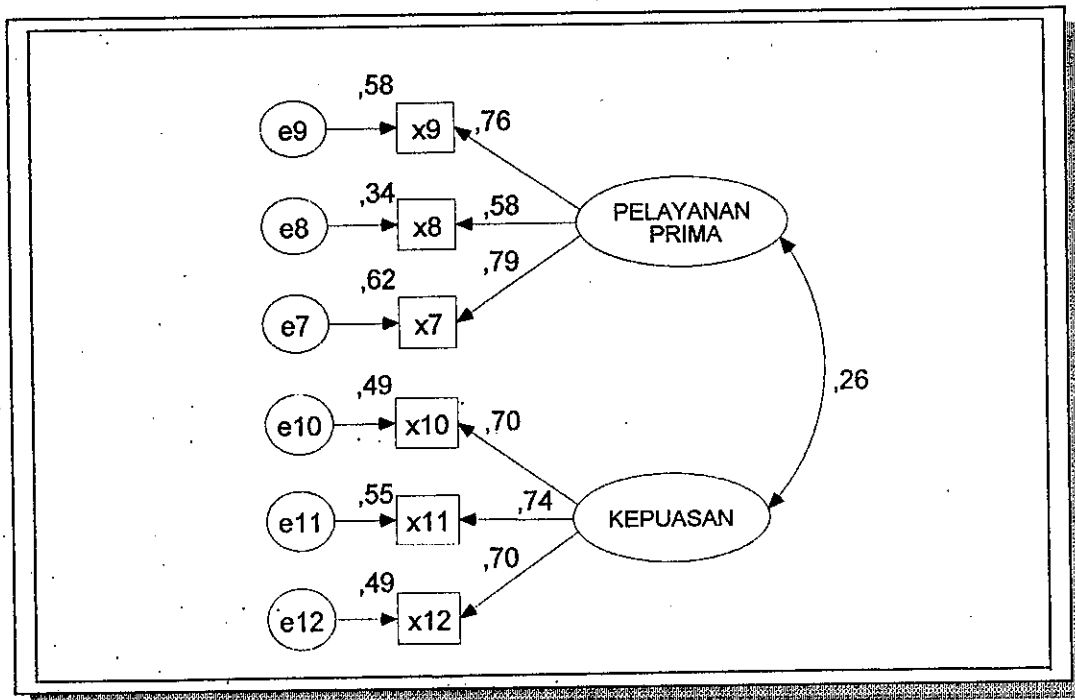 ,58
e9 x9 ,76
,34
e8 x8 ,58
PELAYANAN
PRIMA
,79
,62
e7 x7
,26
,49
e10 x10 ,70
,55
e11 x11 ,74
KEPUASAN
,70
,49
e12 x12